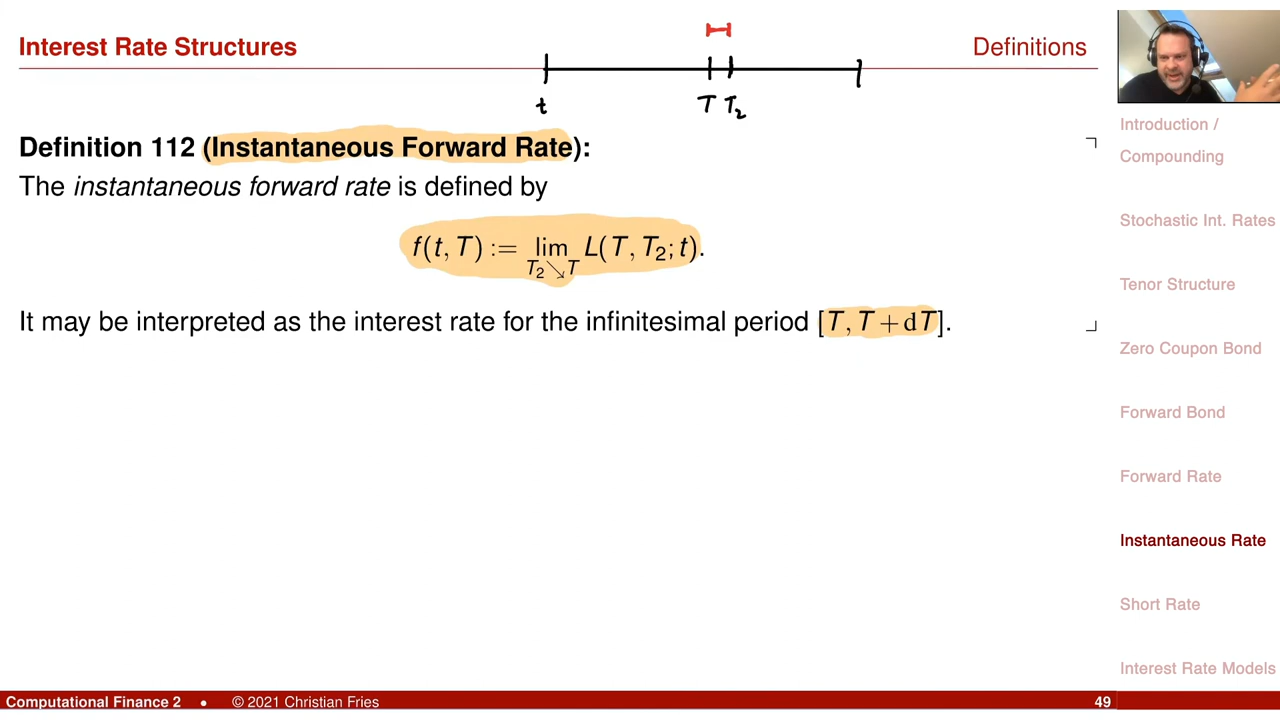 Interest Rate Structures
Definitions
t
T T₂
Definition 112 (Instantaneous Forward Rate):
The instantaneous forward rate is defined by
f(t, T) := lim_{T₂↘T} L(T, T₂; t).
It may be interpreted as the interest rate for the infinitesimal period [T, T + dT].
Introduction /
Compounding
Stochastic Int. Rates
Tenor Structure
Zero Coupon Bond
Forward Bond
Forward Rate
Instantaneous Rate
Short Rate
Interest Rate Models
Computational Finance 2 • © 2021 Christian Fries
49